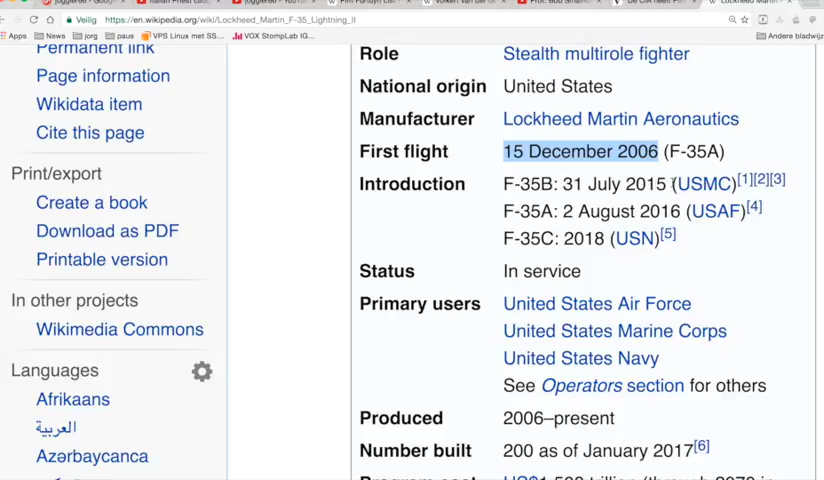 Veilig https://en.wikipedia.org/wiki/Lockheed_Martin_F-35_Lightning_II
Apps News jorg paus VPS Linux met SS... VOX StompLab IG... Andere bladwijz
Permanent link
Page information
Wikidata item
Cite this page
Print/export
Create a book
Download as PDF
Printable version
In other projects
Wikimedia Commons
Languages
Afrikaans
العربية
Azərbaycanca
Role Stealth multirole fighter
National origin United States
Manufacturer Lockheed Martin Aeronautics
First flight 15 December 2006 (F-35A)
Introduction F-35B: 31 July 2015 (USMC)[1][2][3]
F-35A: 2 August 2016 (USAF)[4]
F-35C: 2018 (USN)[5]
Status In service
Primary users United States Air Force
United States Marine Corps
United States Navy
See Operators section for others
Produced 2006–present
Number built 200 as of January 2017[6]